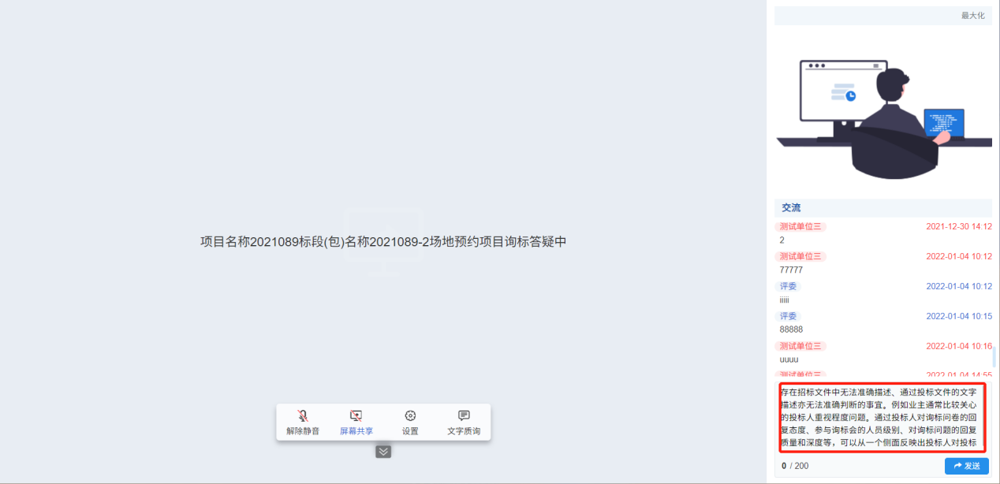 最大化
项目名称2021089标段(包)名称2021089-2场地预约项目询标答疑中
交流
测试单位三 2021-12-30 14:12
2
测试单位三 2022-01-04 10:12
77777
评委 2022-01-04 10:12
iiiii
评委 2022-01-04 10:15
88888
测试单位三 2022-01-04 10:16
uuuu
测试单位三 2022-01-04 14:55
存在招标文件中无法准确描述、通过投标文件的文字
描述亦无法准确判断的事宜。例如业主通常比较关心
的投标人重视程度问题。通过投标人对询标问卷的回
复态度、参与询标会的人员级别、对询标问题的回复
质量和深度等，可以从一个侧面反映出投标人对投标
解除静音 屏幕共享 设置 文字质询
0 / 200
发送